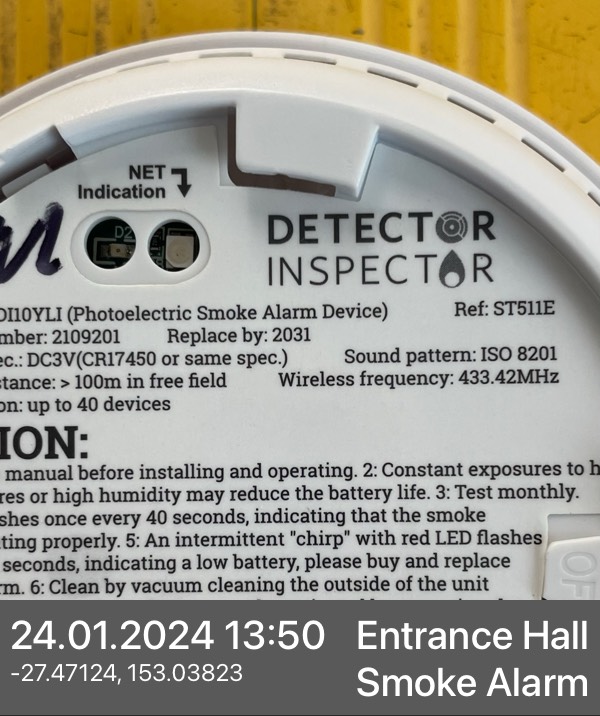 NET
Indication
DETECTOR
INSPECTOR
DI10YLI (Photoelectric Smoke Alarm Device) Ref: ST511E
mber: 2109201 Replace by: 2031
ec.: DC3V(CR17450 or same spec.) Sound pattern: ISO 8201
stance: > 100m in free field Wireless frequency: 433.42MHz
on: up to 40 devices
ION:
manual before installing and operating. 2: Constant exposures to h
res or high humidity may reduce the battery life. 3: Test monthly.
shes once every 40 seconds, indicating that the smoke
ting properly. 5: An intermittent "chirp" with red LED flashes
seconds, indicating a low battery, please buy and replace
rm. 6: Clean by vacuum cleaning the outside of the unit
OF
24.01.2024 13:50 Entrance Hall
-27.47124, 153.03823 Smoke Alarm